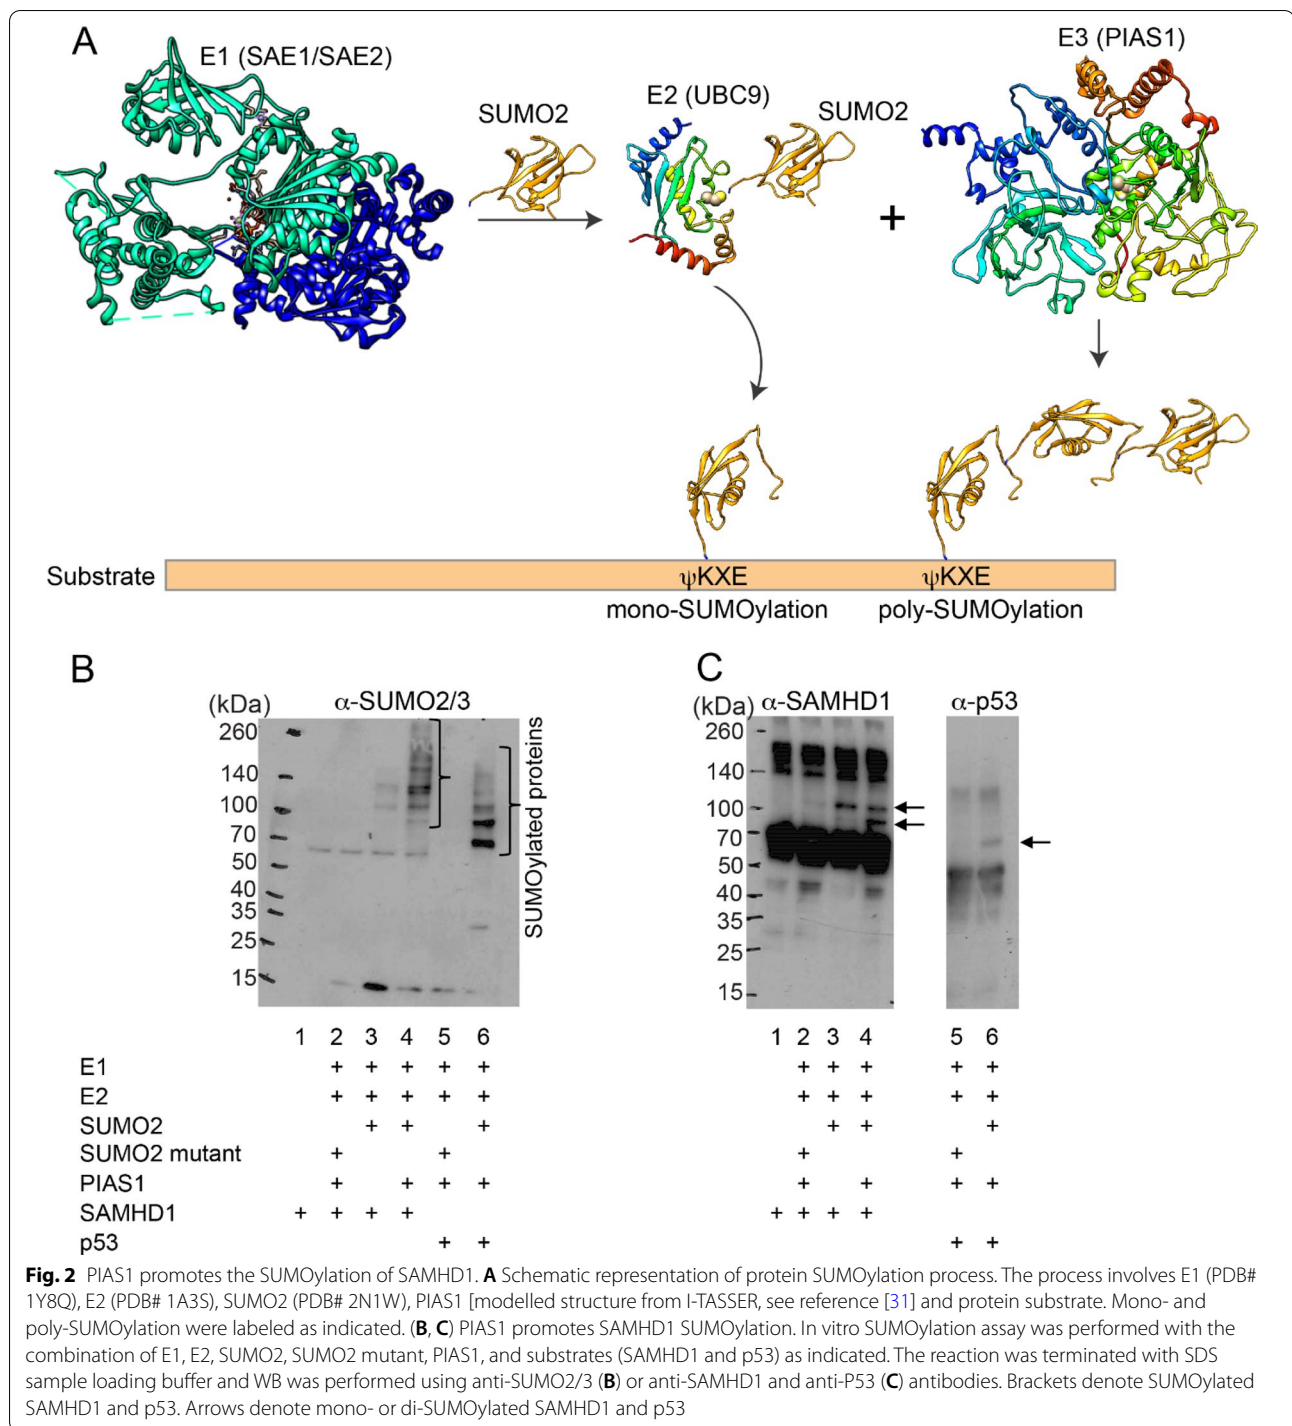 A
E1 (SAE1/SAE2)
SUMO2
E2 (UBC9)
SUMO2
E3 (PIAS1)
+
Substrate
ψKXE
ψKXE
mono-SUMOylation
poly-SUMOylation
B
(kDa)
α-SUMO2/3
260
140
100
70
50
40
35
25
15
SUMOylated proteins
1 2 3 4 5 6
E1 + + + + +
E2 + + + + +
SUMO2 + + +
SUMO2 mutant + +
PIAS1 + + + +
SAMHD1 + + + +
p53 + +
C
(kDa)
α-SAMHD1
α-p53
260
140
100
70
50
40
35
25
15
1 2 3 4 5 6
+ + + + +
+ + + + +
+ + +
+ +
+ + + +
+ + + +
+ +
Fig. 2 PIAS1 promotes the SUMOylation of SAMHD1. A Schematic representation of protein SUMOylation process. The process involves E1 (PDB#
1Y8Q), E2 (PDB# 1A3S), SUMO2 (PDB# 2N1W), PIAS1 [modelled structure from I-TASSER, see reference [31] and protein substrate. Mono- and
poly-SUMOylation were labeled as indicated. (B, C) PIAS1 promotes SAMHD1 SUMOylation. In vitro SUMOylation assay was performed with the
combination of E1, E2, SUMO2, SUMO2 mutant, PIAS1, and substrates (SAMHD1 and p53) as indicated. The reaction was terminated with SDS
sample loading buffer and WB was performed using anti-SUMO2/3 (B) or anti-SAMHD1 and anti-P53 (C) antibodies. Brackets denote SUMOylated
SAMHD1 and p53. Arrows denote mono- or di-SUMOylated SAMHD1 and p53